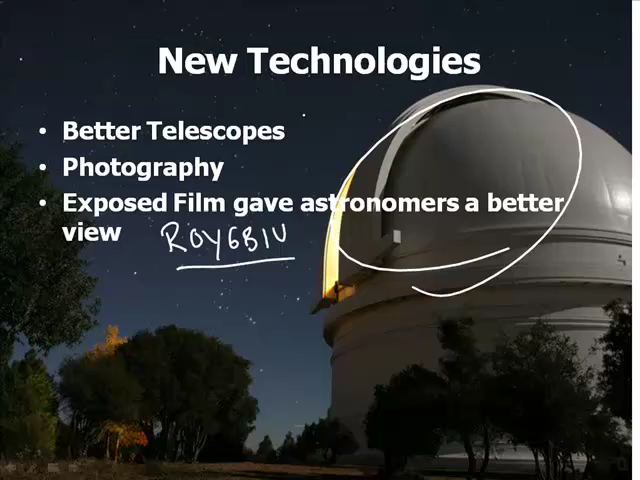 New Technologies
• Better Telescopes
• Photography
• Exposed Film gave astronomers a better
view
ROYGBIV